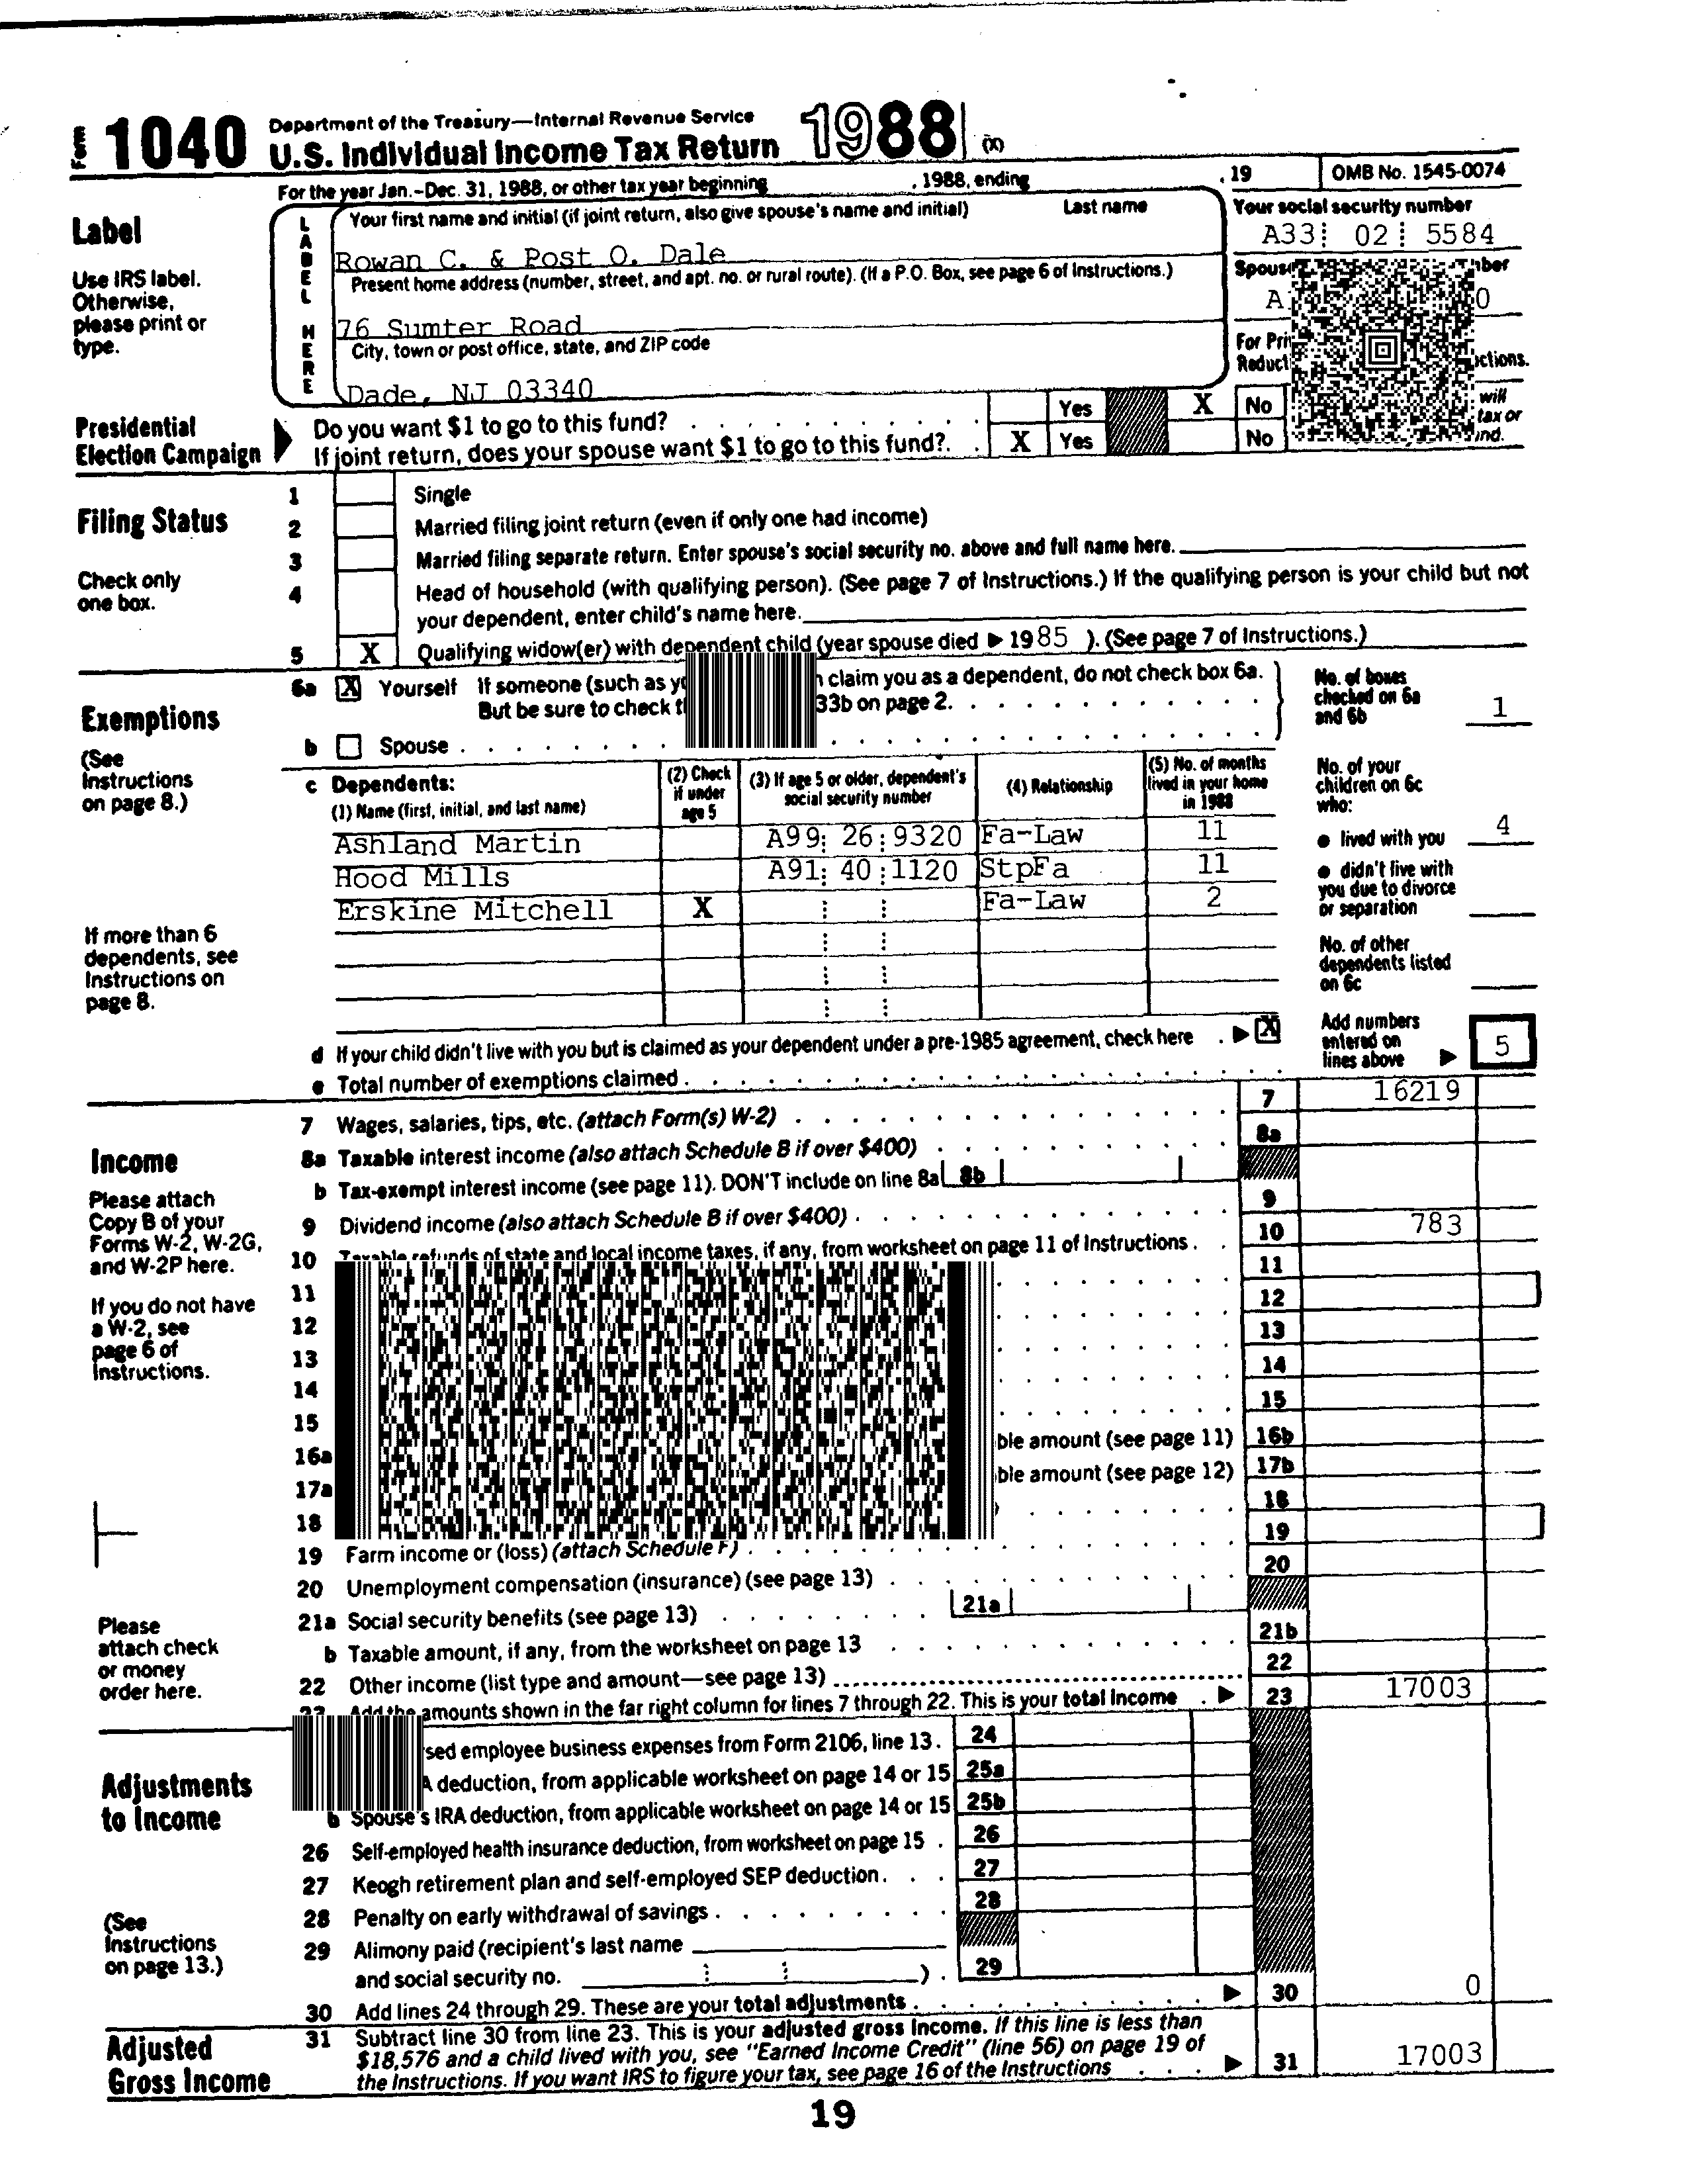 Form 1040 Department of the Treasury—Internal Revenue Service
U.S. Individual Income Tax Return 1988 (X)
For the year Jan.-Dec. 31, 1988, or other tax year beginning , 1988, ending , 19 OMB No. 1545-0074
Label
Use IRS label.
Otherwise,
please print or
type.
LABEL HERE
Your first name and initial (if joint return, also give spouse's name and initial) Last name
Rowan C. & Post O. Dale
Present home address (number, street, and apt. no. or rural route). (If a P.O. Box, see page 6 of Instructions.)
76 Sumter Road
City, town or post office, state, and ZIP code
Dade, NJ 03340
Your social security number
A33 02 5584
A 0
For
Presidential
Election Campaign
Do you want $1 to go to this fund? Yes X No will
tax or
If joint return, does your spouse want $1 to go to this fund? X Yes No
Filing Status
Check only
one box.
1 Single
2 Married filing joint return (even if only one had income)
3 Married filing separate return. Enter spouse's social security no. above and full name here.
4 Head of household (with qualifying person). (See page 7 of Instructions.) If the qualifying person is your child but not
your dependent, enter child's name here.
5 X Qualifying widow(er) with dependent child (year spouse died ▶ 1985 ). (See page 7 of Instructions.)
Exemptions
(See
Instructions
on page 8.)
6a X Yourself If someone (such as claim you as a dependent, do not check box 6a.
But be sure to check 33b on page 2.
b Spouse
No. of boxes
checked on 6a
and 6b 1
c Dependents:
(1) Name (first, initial, and last name)
(2) Check
if under
age 5
(3) If age 5 or older, dependent's
social security number
(4) Relationship
(5) No. of months
lived in your home
in 1988
Ashland Martin A99 26 9320 Fa-Law 11
Hood Mills A91 40 1120 StpFa 11
Erskine Mitchell X Fa-Law 2
No. of your
children on 6c
who:
● lived with you 4
● didn't live with
you due to divorce
or separation
No. of other
dependents listed
on 6c
If more than 6
dependents, see
Instructions on
page 8.
d If your child didn't live with you but is claimed as your dependent under a pre-1985 agreement, check here ▶ X
e Total number of exemptions claimed
Add numbers
entered on
lines above ▶ 5
Income
Please attach
Copy B of your
Forms W-2, W-2G,
and W-2P here.
If you do not have
a W-2, see
page 6 of
Instructions.
7 Wages, salaries, tips, etc. (attach Form(s) W-2) 7 16219
8a Taxable interest income (also attach Schedule B if over $400) 8a
b Tax-exempt interest income (see page 11). DON'T include on line 8a 8b
9 Dividend income (also attach Schedule B if over $400) 9
10 Taxable refunds of state and local income taxes, if any, from worksheet on page 11 of Instructions 10 783
11 11
12 12
13 13
14 14
15 15
16a ble amount (see page 11) 16b
17a ble amount (see page 12) 17b
18 18
19 Farm income or (loss) (attach Schedule F) 19
20 Unemployment compensation (insurance) (see page 13) 20
21a Social security benefits (see page 13) 21a
b Taxable amount, if any, from the worksheet on page 13 21b
22 Other income (list type and amount—see page 13) 22
23 Add the amounts shown in the far right column for lines 7 through 22. This is your total income ▶ 23 17003
Please
attach check
or money
order here.
Adjustments
to Income
(See
Instructions
on page 13.)
sed employee business expenses from Form 2106, line 13. 24
A deduction, from applicable worksheet on page 14 or 15 25a
b Spouse's IRA deduction, from applicable worksheet on page 14 or 15 25b
26 Self-employed health insurance deduction, from worksheet on page 15 26
27 Keogh retirement plan and self-employed SEP deduction 27
28 Penalty on early withdrawal of savings 28
29 Alimony paid (recipient's last name
and social security no. ) 29
30 Add lines 24 through 29. These are your total adjustments ▶ 30 0
Adjusted
Gross Income
31 Subtract line 30 from line 23. This is your adjusted gross income. If this line is less than
$18,576 and a child lived with you, see "Earned Income Credit" (line 56) on page 19 of
the Instructions. If you want IRS to figure your tax, see page 16 of the Instructions ▶ 31 17003
19